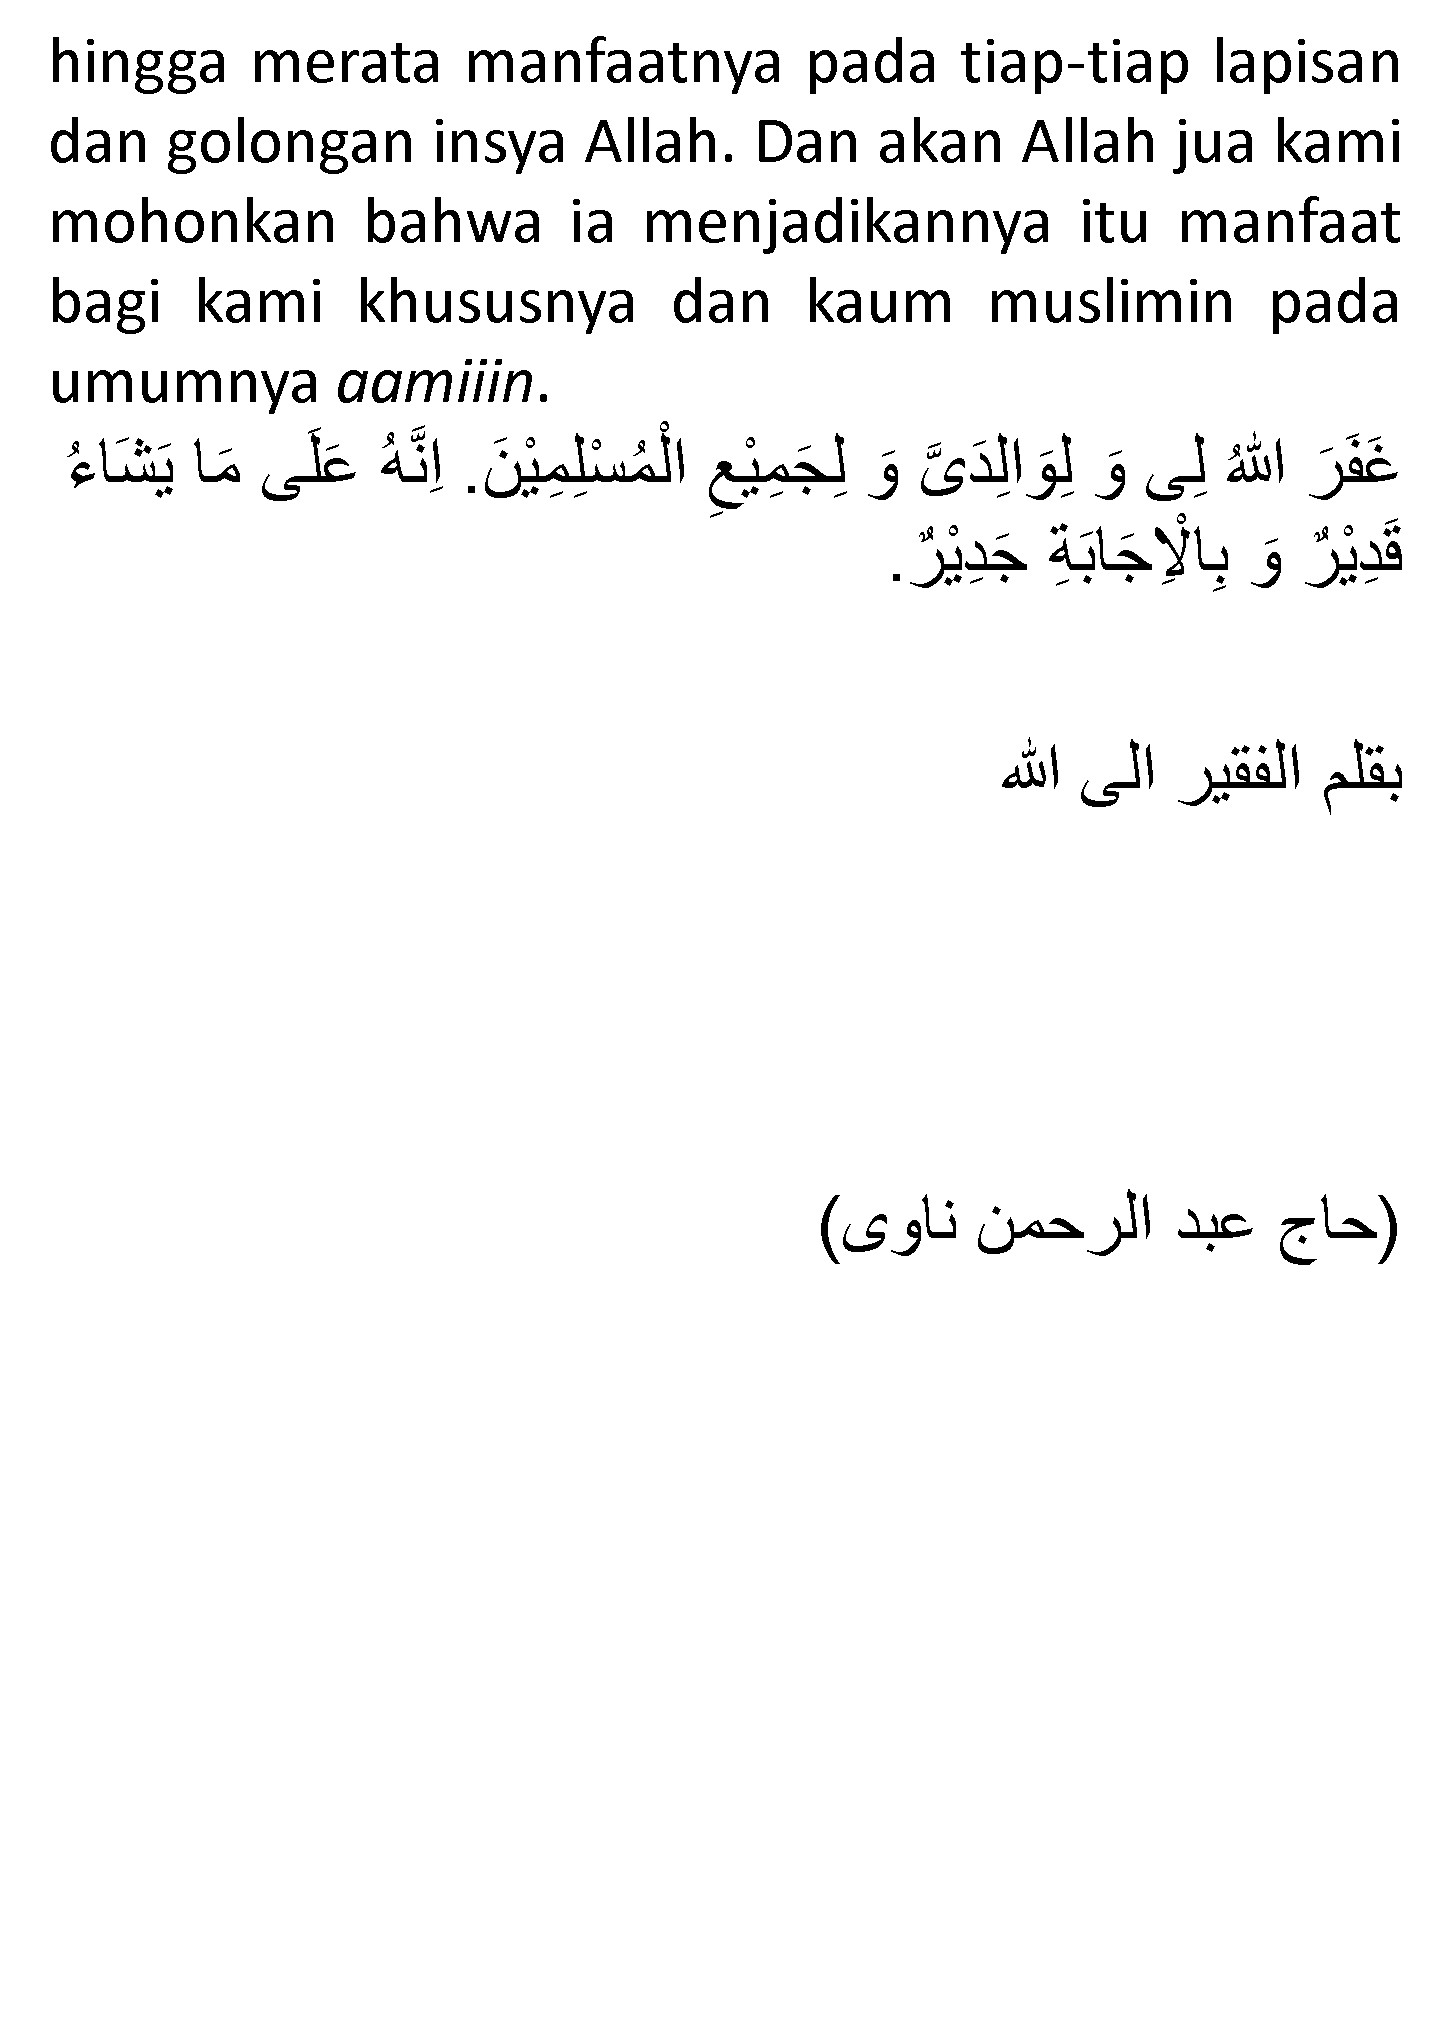 hingga merata manfaatnya pada tiap-tiap lapisan
dan golongan insya Allah. Dan akan Allah jua kami
mohonkan bahwa ia menjadikannya itu manfaat
bagi kami khususnya dan kaum muslimin pada
umumnya aamiiin.
غَفَرَ اللهُ لِى وَ لِوَالِدَىَّ وَ لِجَمِيْعِ الْمُسْلِمِيْنَ. اِنَّهُ عَلَى مَا يَشَاءُ
قَدِيْرٌ وَ بِالْاِجَابَةِ جَدِيْرٌ.
بقلم الفقير الى الله
(حاج عبد الرحمن ناوى)